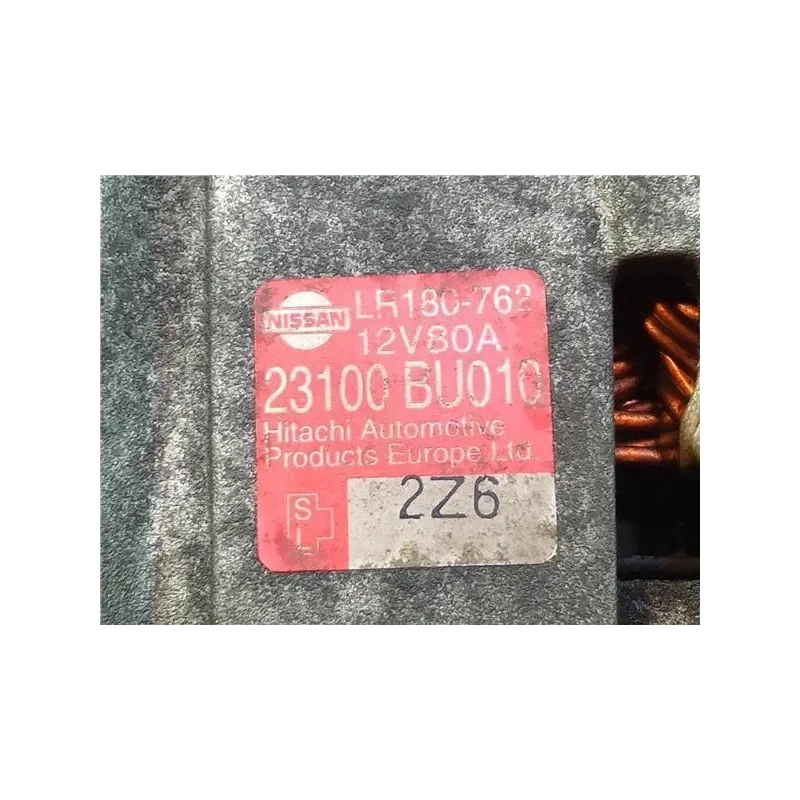 NISSAN
LR180-762
12V80A
23100 BU010
Hitachi Automotive
Products Europe Ltd.
2Z6